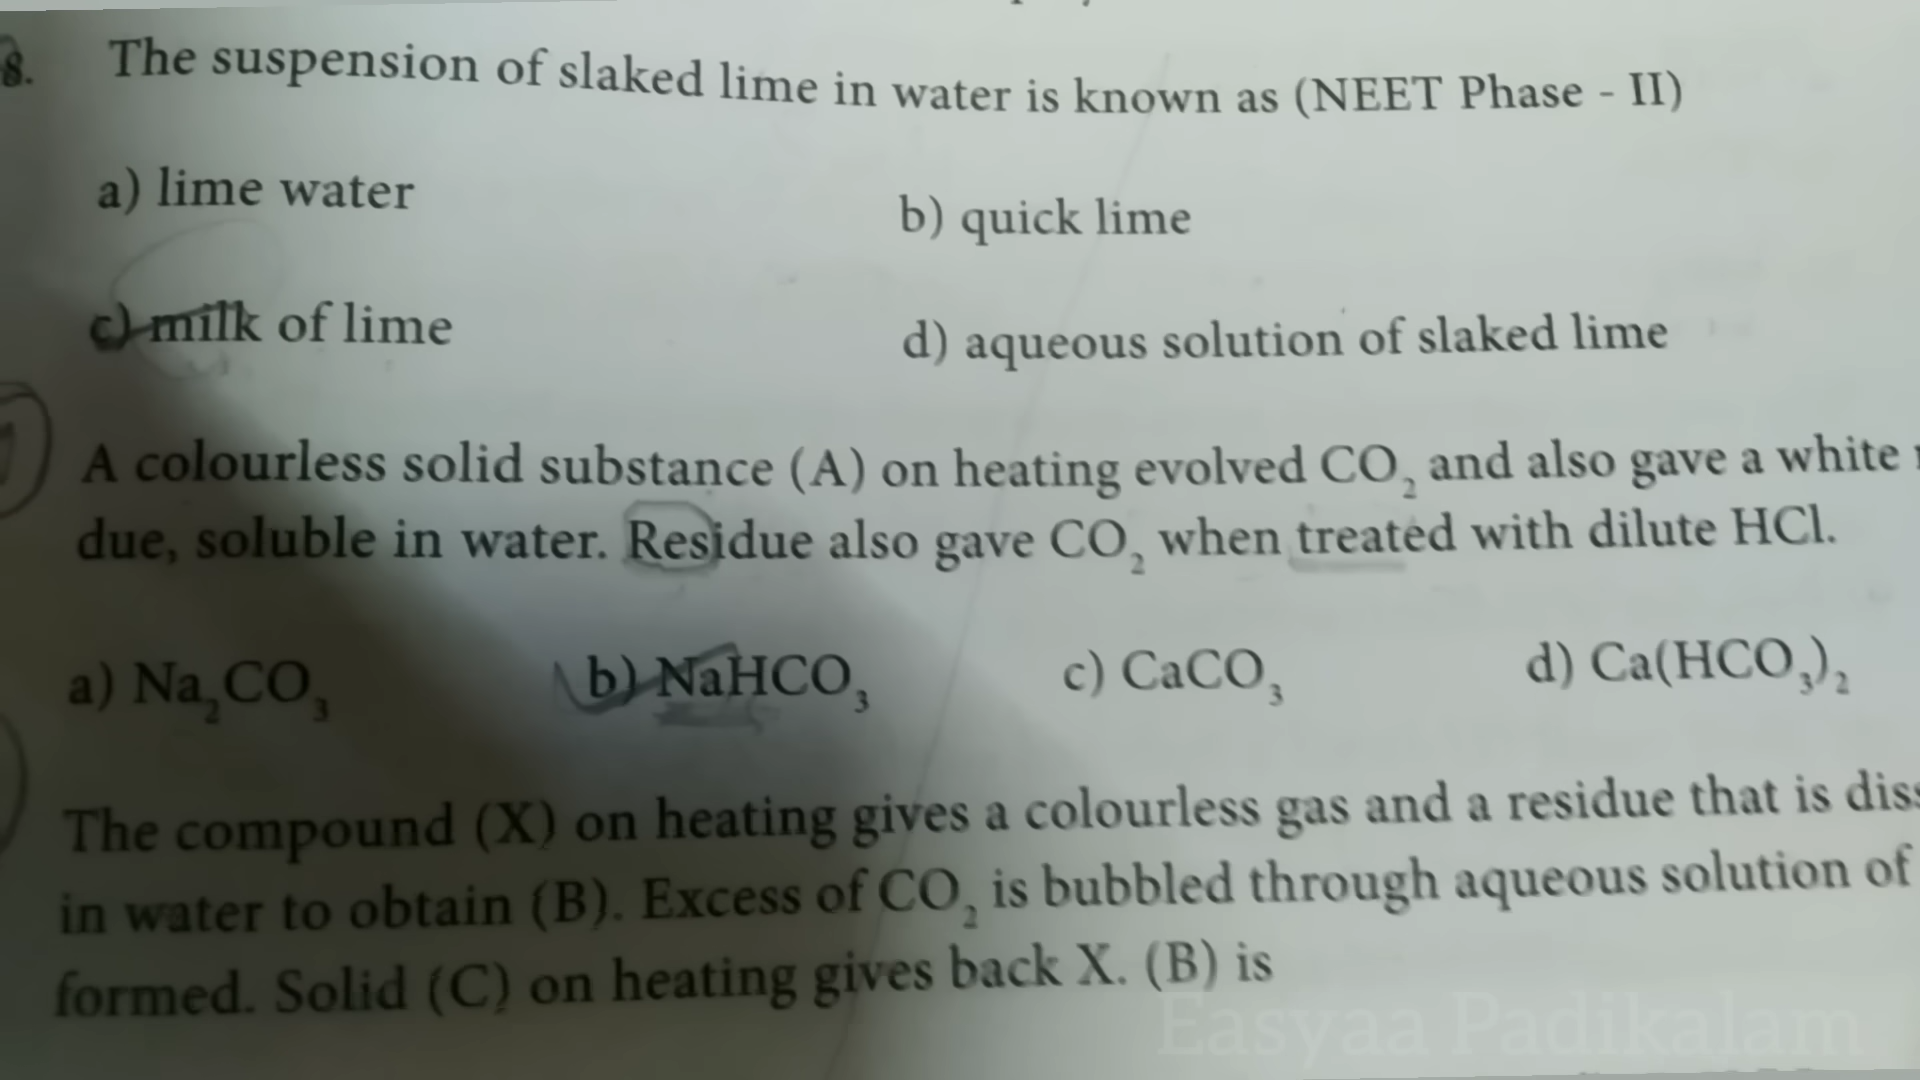 8. The suspension of slaked lime in water is known as (NEET Phase - II)
a) lime water b) quick lime
c) milk of lime d) aqueous solution of slaked lime
A colourless solid substance (A) on heating evolved CO₂ and also gave a white
due, soluble in water. Residue also gave CO₂ when treated with dilute HCl.
a) Na₂CO₃ b) NaHCO₃ c) CaCO₃ d) Ca(HCO₃)₂
The compound (X) on heating gives a colourless gas and a residue that is diss
in water to obtain (B). Excess of CO₂ is bubbled through aqueous solution of
formed. Solid (C) on heating gives back X. (B) is
Easyaa Padikalam